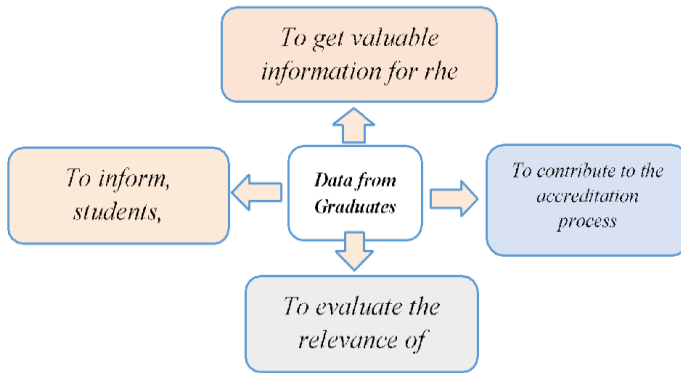 To get valuable
information for rhe
To inform,
students,
Data from
Graduates
To contribute to the
accreditation
process
To evaluate the
relevance of